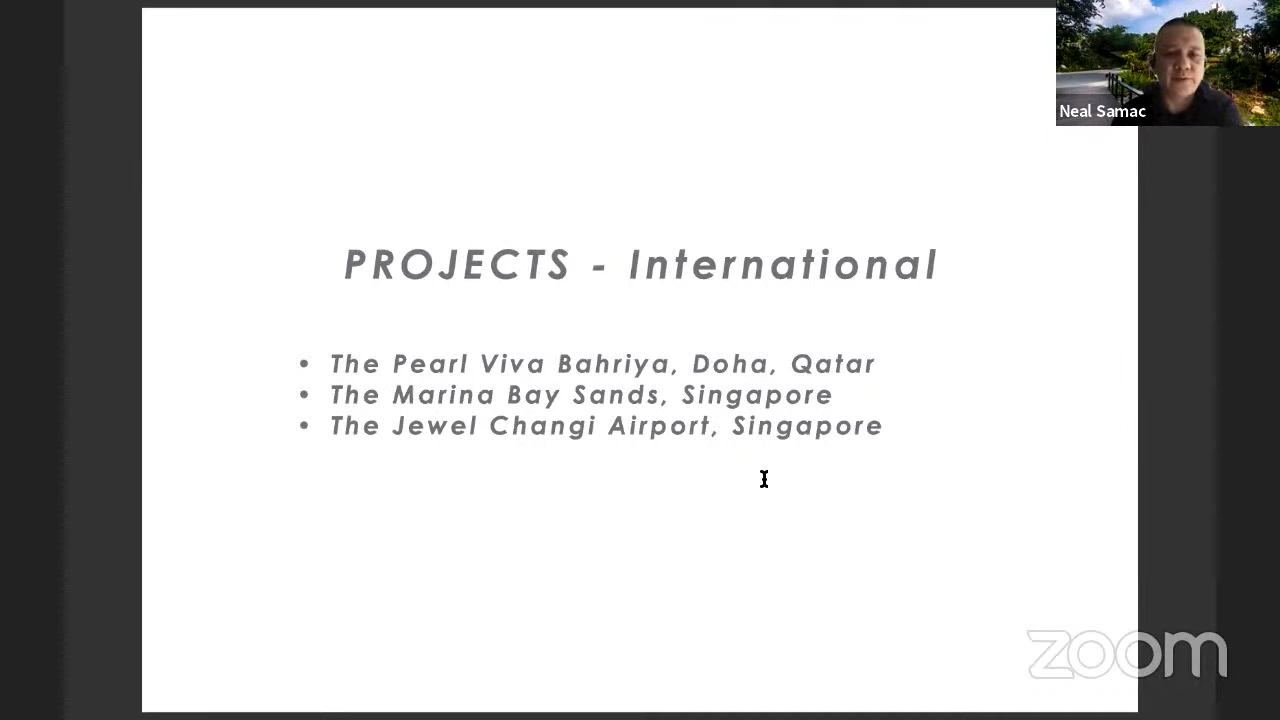 Neal Samac
PROJECTS - International
• The Pearl Viva Bahriya, Doha, Qatar
• The Marina Bay Sands, Singapore
• The Jewel Changi Airport, Singapore
zoom